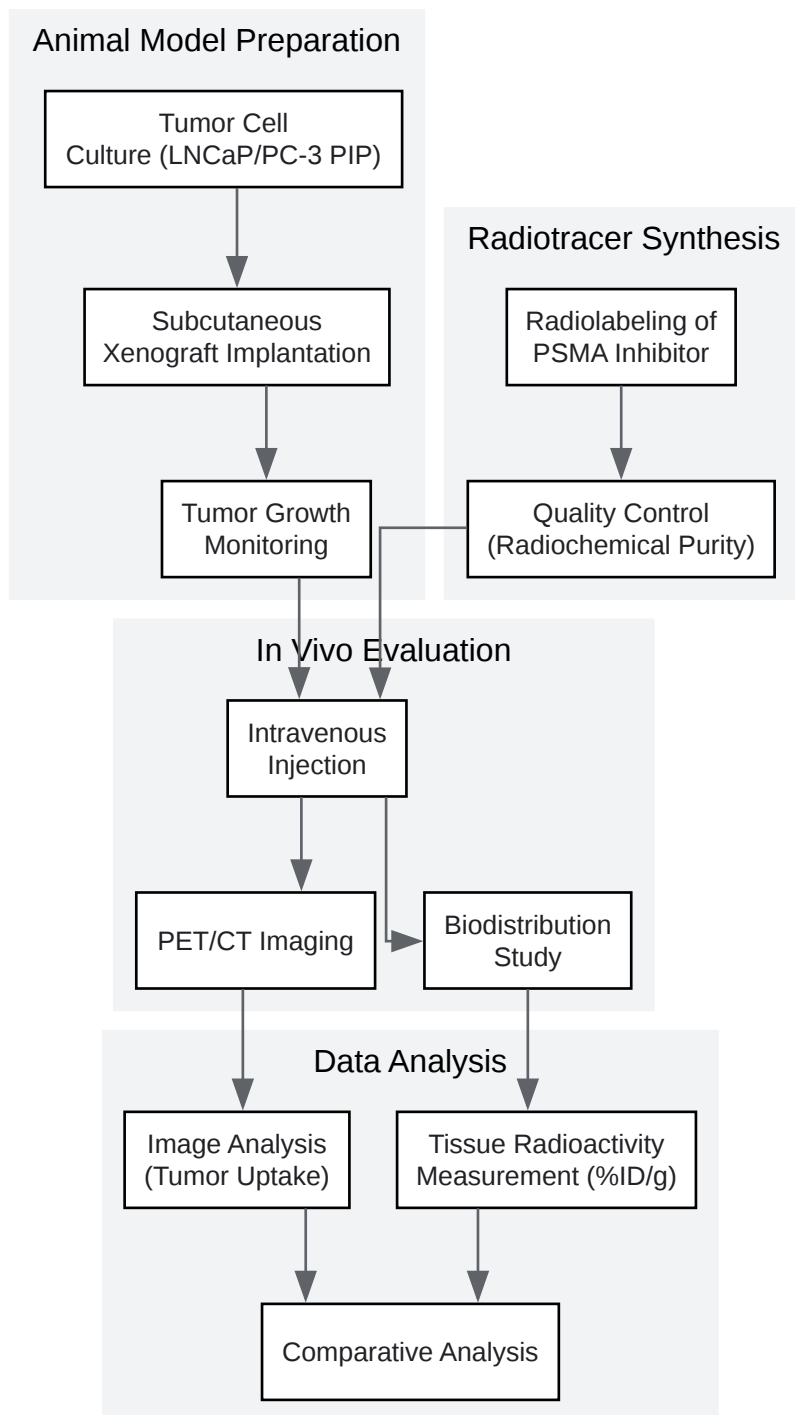 Animal Model Preparation
Tumor Cell
Culture (LNCaP/PC-3 PIP)
Subcutaneous
Xenograft Implantation
Tumor Growth
Monitoring
Radiotracer Synthesis
Radiolabeling of
PSMA Inhibitor
Quality Control
(Radiochemical Purity)
In Vivo Evaluation
Intravenous
Injection
PET/CT Imaging
Biodistribution
Study
Data Analysis
Image Analysis
(Tumor Uptake)
Tissue Radioactivity
Measurement (%ID/g)
Comparative Analysis